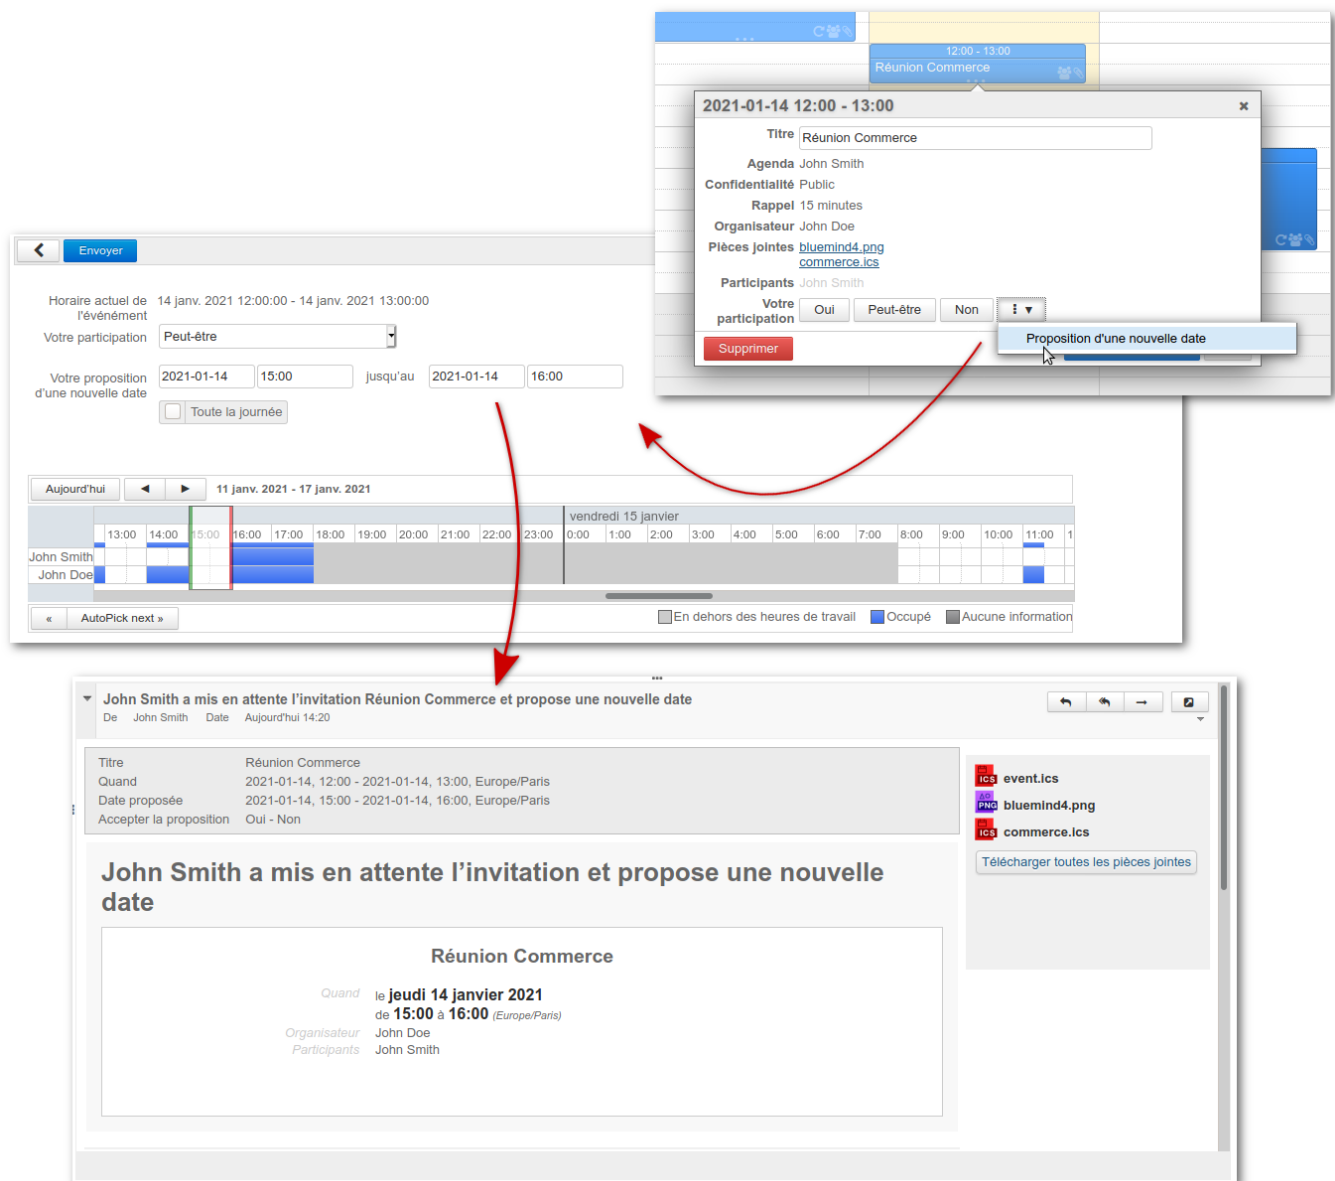 12:00 - 13:00
Réunion Commerce
2021-01-14 12:00 - 13:00
Titre Réunion Commerce
Agenda John Smith
Confidentialité Public
Rappel 15 minutes
Organisateur John Doe
Pièces jointes bluemind4.png
commerce.ics
Participants John Smith
Votre participation Oui Peut-être Non
Proposition d'une nouvelle date
Supprimer
Envoyer
Horaire actuel de l'événement 14 janv. 2021 12:00:00 - 14 janv. 2021 13:00:00
Votre participation Peut-être
Votre proposition d'une nouvelle date 2021-01-14 15:00 jusqu'au 2021-01-14 16:00
Toute la journée
Aujourd'hui ◄ ► 11 janv. 2021 - 17 janv. 2021
vendredi 15 janvier
13:00 14:00 15:00 16:00 17:00 18:00 19:00 20:00 21:00 22:00 23:00 0:00 1:00 2:00 3:00 4:00 5:00 6:00 7:00 8:00 9:00 10:00 11:00 1
John Smith
John Doe
« AutoPick next »
En dehors des heures de travail Occupé Aucune information
John Smith a mis en attente l'invitation Réunion Commerce et propose une nouvelle date
De John Smith Date Aujourd'hui 14:20
Titre Réunion Commerce
Quand 2021-01-14, 12:00 - 2021-01-14, 13:00, Europe/Paris
Date proposée 2021-01-14, 15:00 - 2021-01-14, 16:00, Europe/Paris
Accepter la proposition Oui - Non
ICS event.ics
PNG bluemind4.png
ICS commerce.ics
Télécharger toutes les pièces jointes
John Smith a mis en attente l'invitation et propose une nouvelle
date
Réunion Commerce
Quand le jeudi 14 janvier 2021
de 15:00 à 16:00 (Europe/Paris)
Organisateur John Doe
Participants John Smith